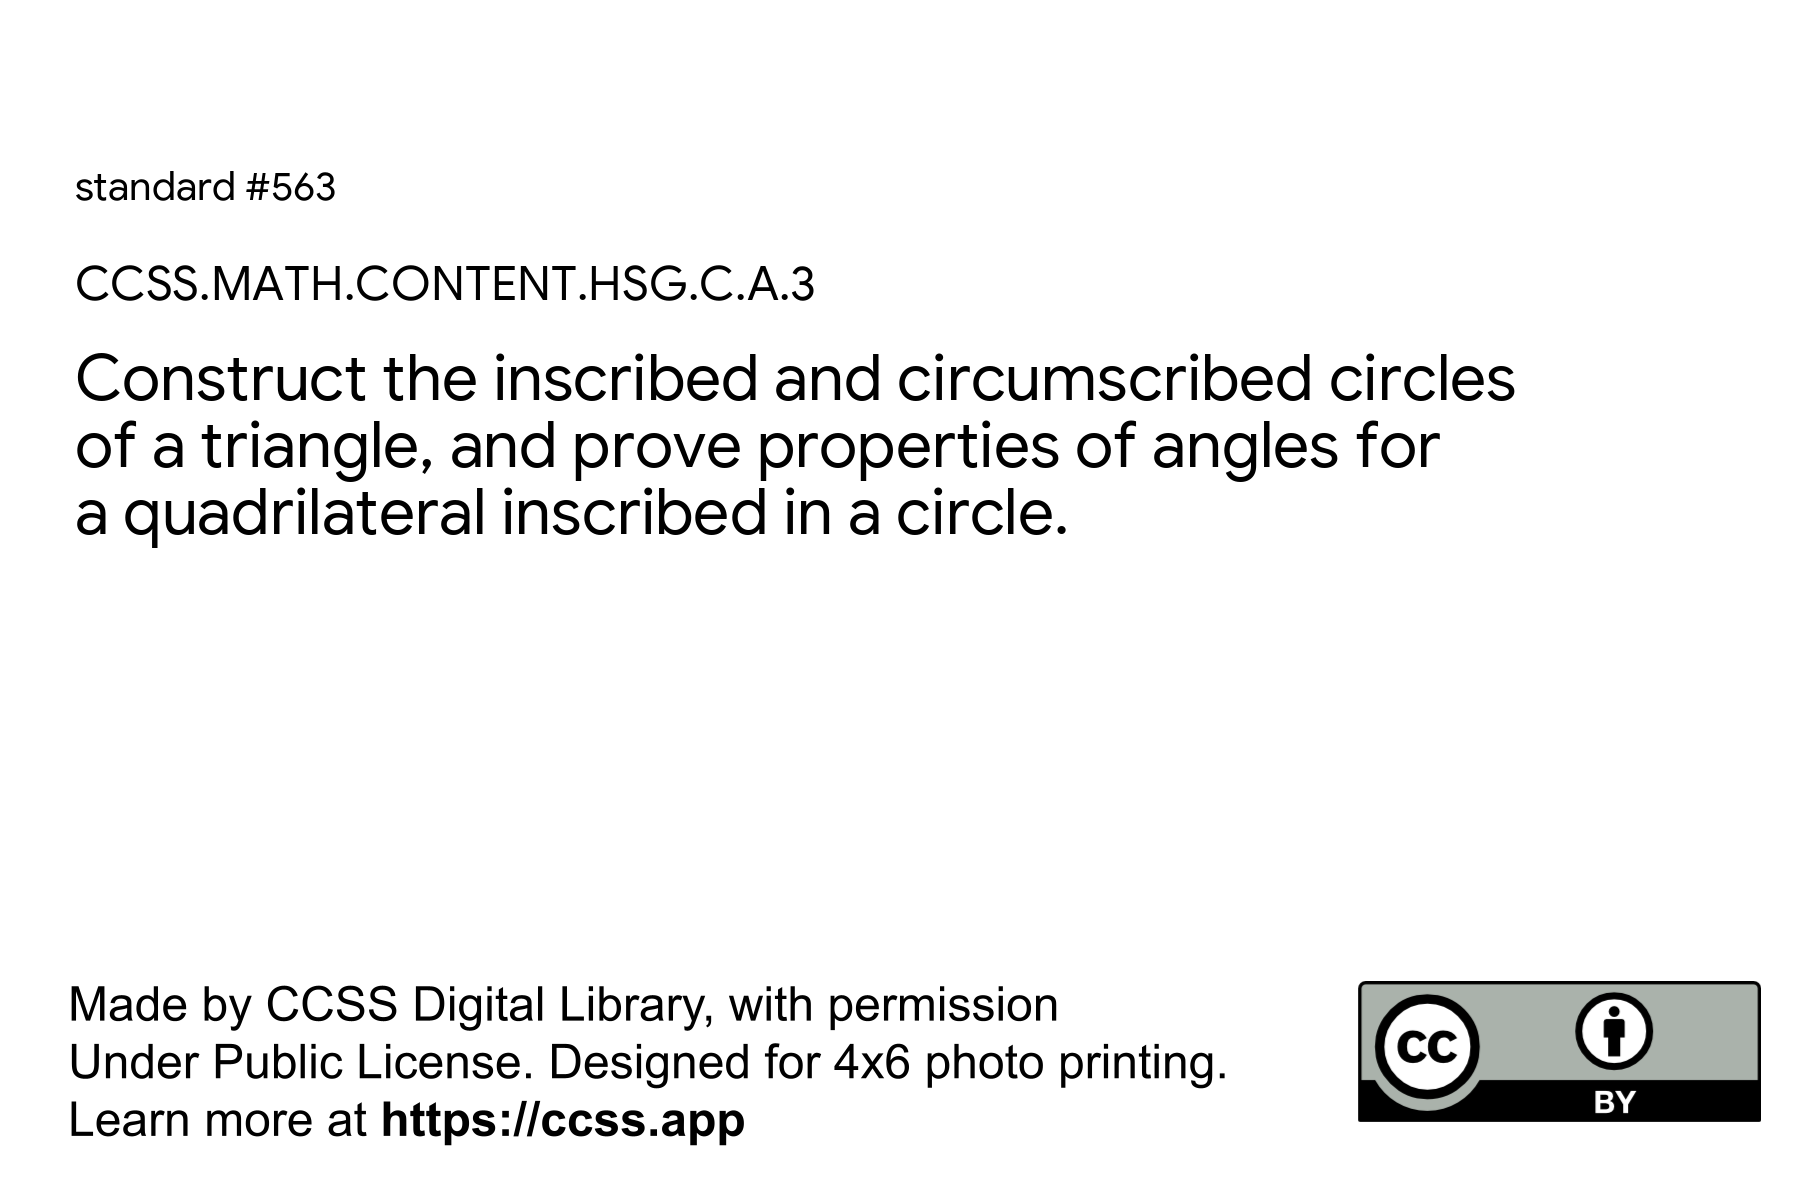 standard #563
CCSS.MATH.CONTENT.HSG.C.A.3
Construct the inscribed and circumscribed circles
of a triangle, and prove properties of angles for
a quadrilateral inscribed in a circle.
Made by CCSS Digital Library, with permission
Under Public License. Designed for 4x6 photo printing.
Learn more at https://ccss.app
cc
BY